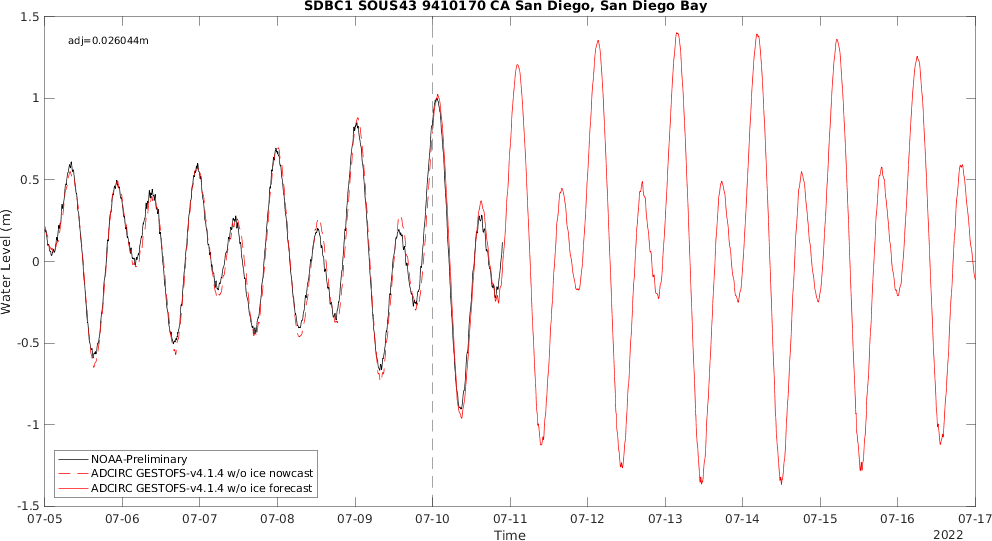 SDBC1 SOUS43 9410170 CA San Diego, San Diego Bay
1.5
adj=0.026044m
1
0.5
0
-0.5
-1
-1.5
Water Level (m)
NOAA-Preliminary
ADCIRC GESTOFS-v4.1.4 w/o ice nowcast
ADCIRC GESTOFS-v4.1.4 w/o ice forecast
07-05 07-06 07-07 07-08 07-09 07-10 07-11 07-12 07-13 07-14 07-15 07-16 07-17
Time
2022